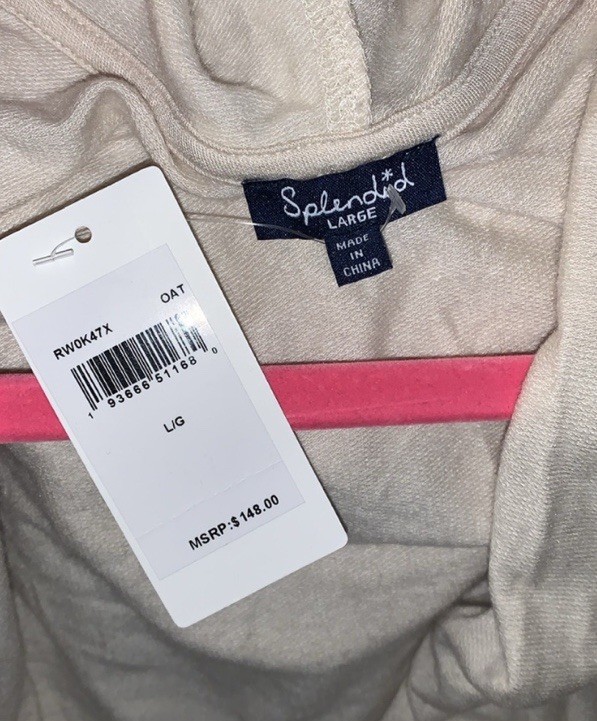 Splendid
LARGE
MADE
IN
CHINA
OAT
RW0K47X
1 93666 51168 0
L/G
MSRP:$148.00